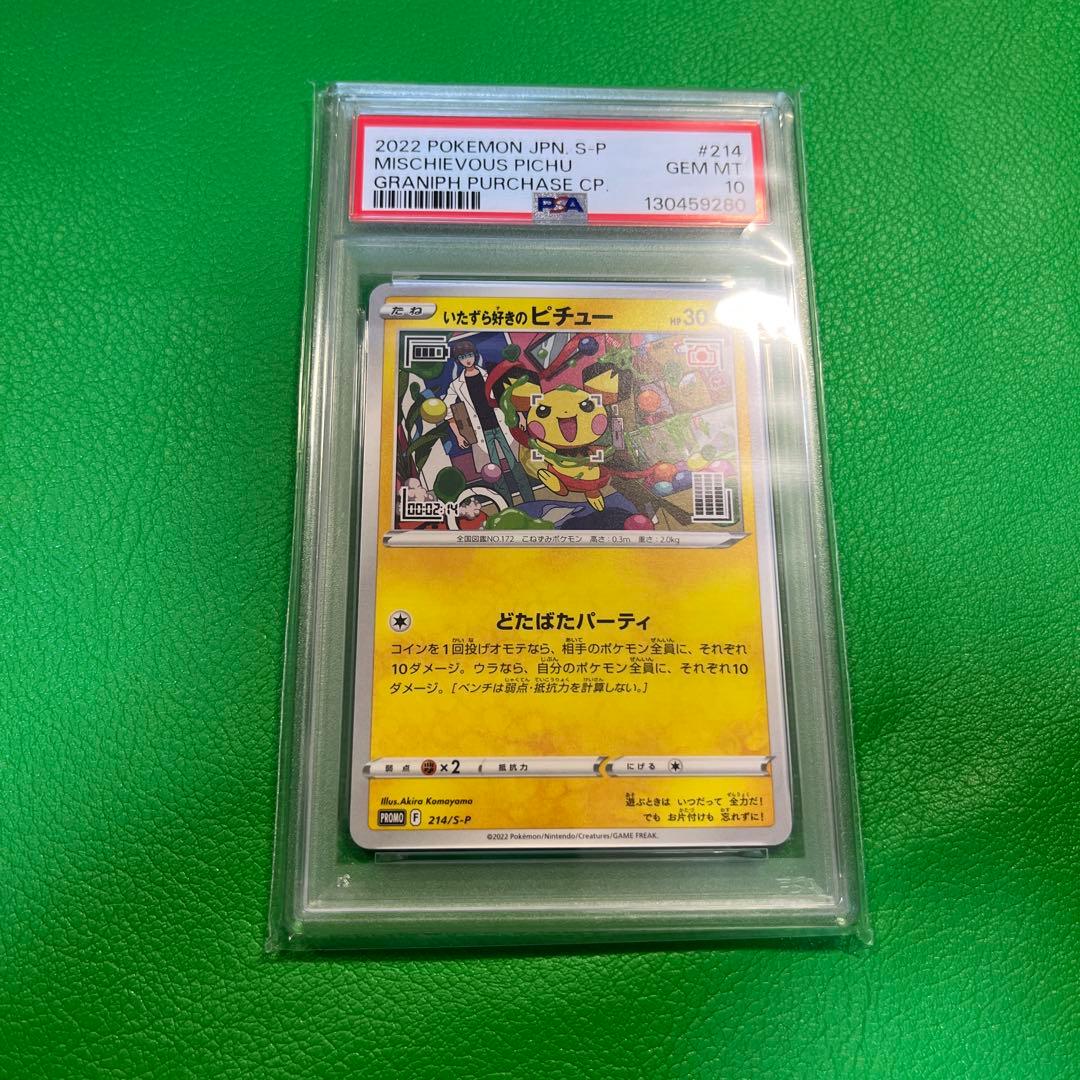 2022 POKEMON JPN. S-P #214
MISCHIEVOUS PICHU GEM MT
GRANIPH PURCHASE CP. 10
PSA 130459280
たね いたずら好きの ピチュー HP 30
00:02:14
全国図鑑NO.172 こねずみポケモン 高さ:0.3m 重さ:2.0kg
どたばたパーティ
コインを1回投げオモテなら、相手のポケモン全員に、それぞれ
10ダメージ。ウラなら、自分のポケモン全員に、それぞれ10
ダメージ。[ベンチは弱点・抵抗力を計算しない。]
弱点 ×2 抵抗力 にげる
Illus.Akira Komayama
遊ぶときは いつだって 全力だ!
PROMO F 214/S-P
でも お片付けも 忘れずに!
©2022 Pokémon/Nintendo/Creatures/GAME FREAK.